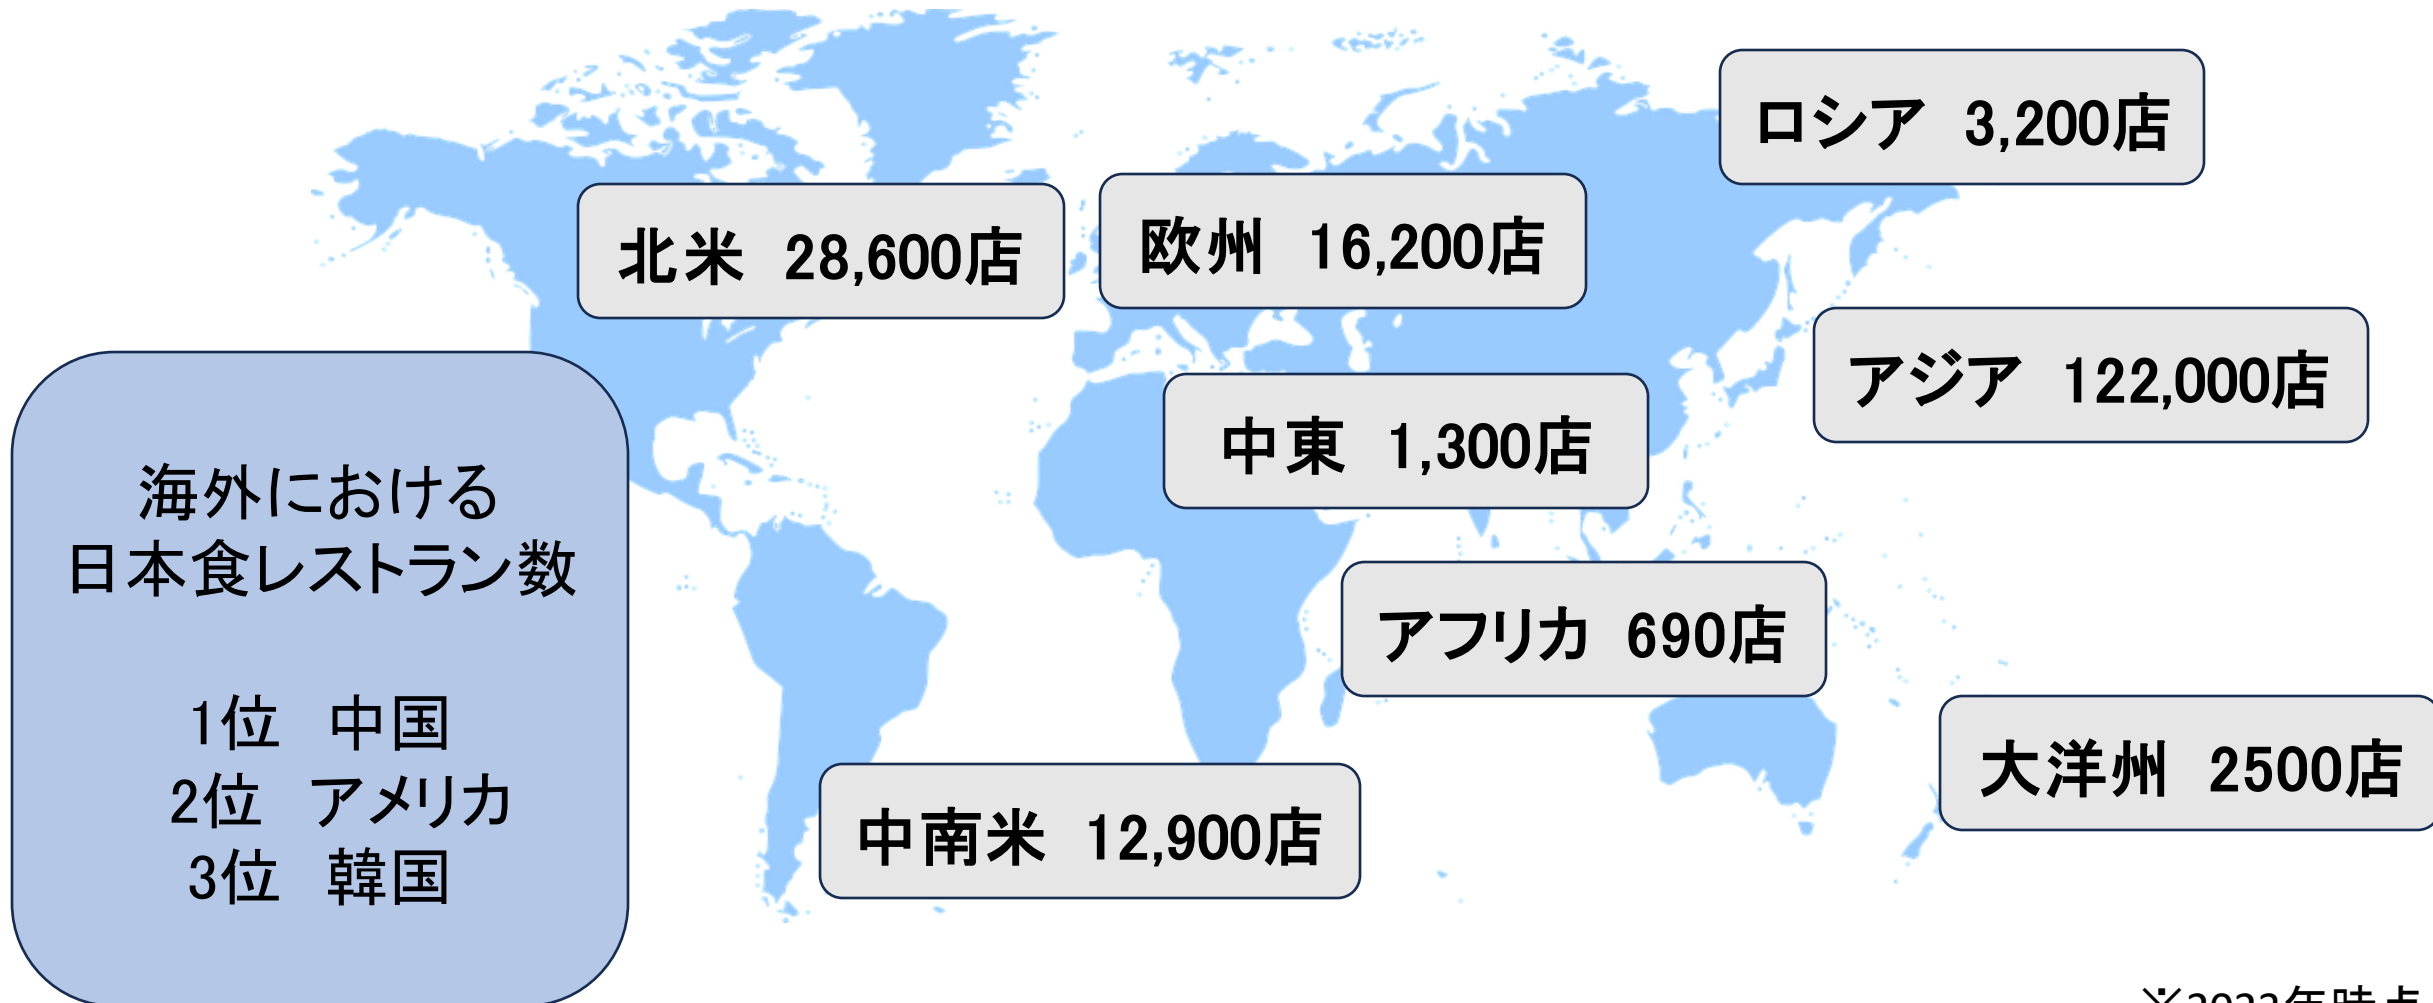 ロシア 3,200店
北米 28,600店
欧州 16,200店
アジア 122,000店
中東 1,300店
海外における
日本食レストラン数
1位 中国
2位 アメリカ
3位 韓国
アフリカ 690店
大洋州 2500店
中南米 12,900店